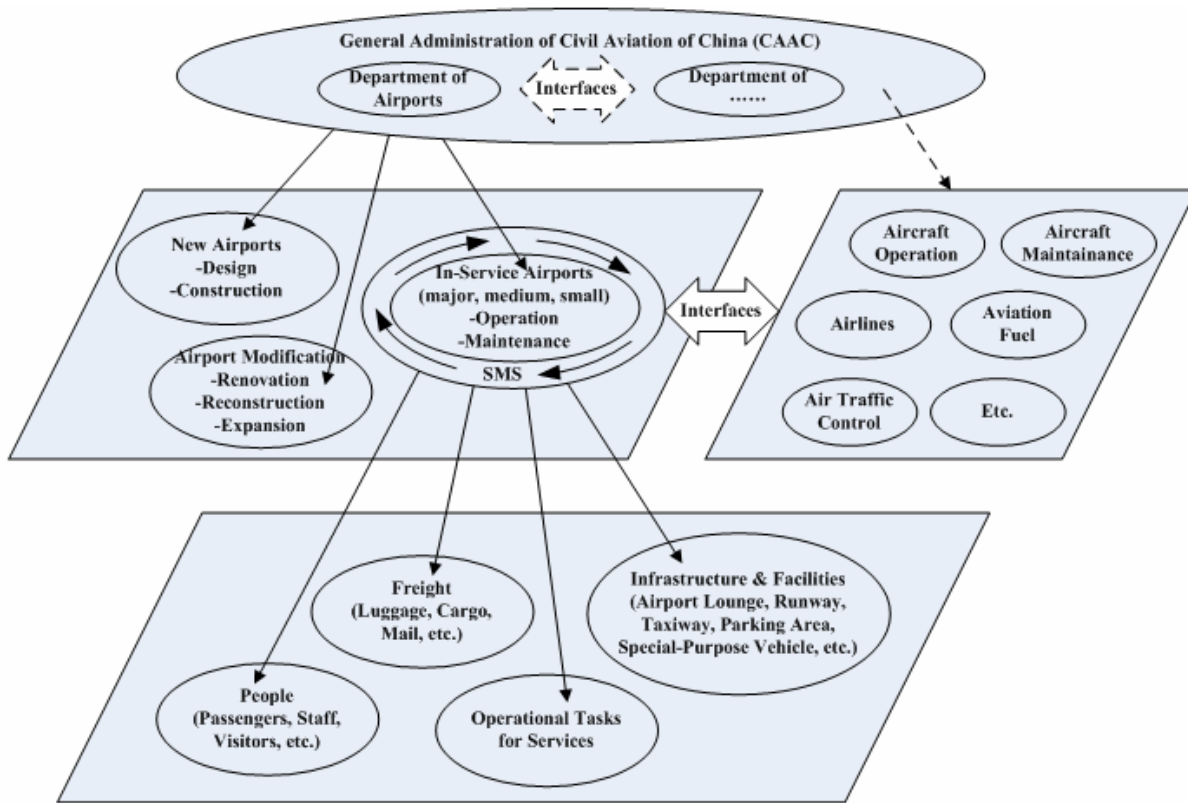 General Administration of Civil Aviation of China (CAAC)
Department of
Airports
Interfaces
Department of
......
New Airports
-Design
-Construction
Airport Modification
-Renovation
-Reconstruction
-Expansion
In-Service Airports
(major, medium, small)
-Operation
-Maintenance
SMS
Interfaces
Aircraft
Operation
Aircraft
Maintainance
Airlines
Aviation
Fuel
Air Traffic
Control
Etc.
Freight
(Luggage, Cargo,
Mail, etc.)
Infrastructure & Facilities
(Airport Lounge, Runway,
Taxiway, Parking Area,
Special-Purpose Vehicle, etc.)
People
(Passengers, Staff,
Visitors, etc.)
Operational Tasks
for Services